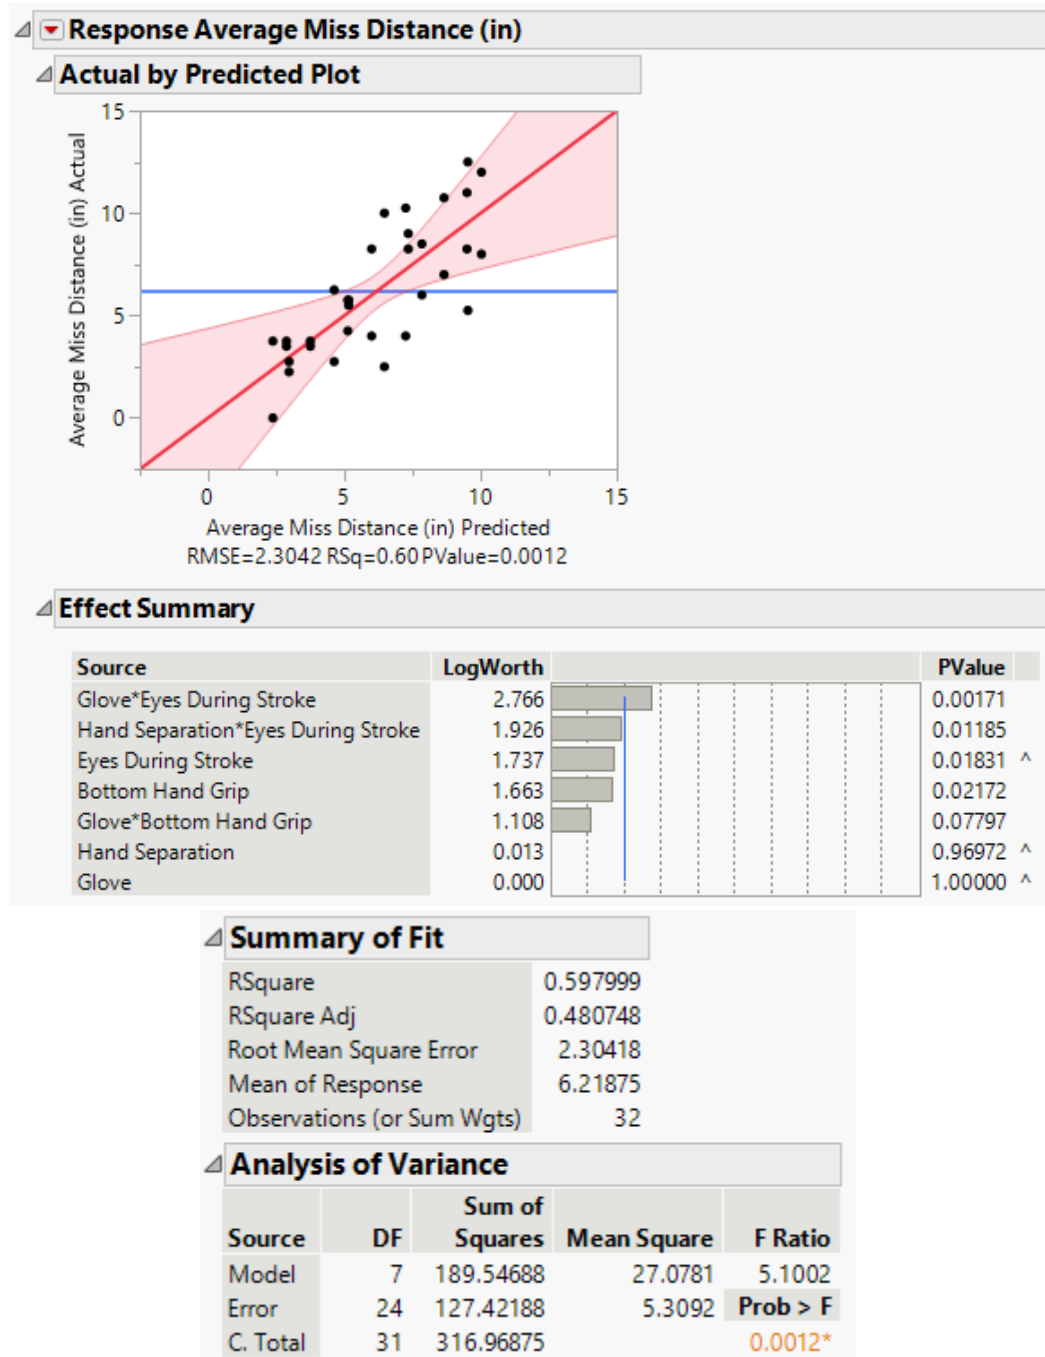 Response Average Miss Distance (in)
Actual by Predicted Plot
Average Miss Distance (in) Actual
15
10
5
0
0 5 10 15
Average Miss Distance (in) Predicted
RMSE=2.3042 RSq=0.60 PValue=0.0012
Effect Summary
Source LogWorth PValue
Glove*Eyes During Stroke 2.766 0.00171
Hand Separation*Eyes During Stroke 1.926 0.01185
Eyes During Stroke 1.737 0.01831 ^
Bottom Hand Grip 1.663 0.02172
Glove*Bottom Hand Grip 1.108 0.07797
Hand Separation 0.013 0.96972 ^
Glove 0.000 1.00000 ^
Summary of Fit
RSquare 0.597999
RSquare Adj 0.480748
Root Mean Square Error 2.30418
Mean of Response 6.21875
Observations (or Sum Wgts) 32
Analysis of Variance
Sum of
Source DF Squares Mean Square F Ratio
Model 7 189.54688 27.0781 5.1002
Error 24 127.42188 5.3092 Prob > F
C. Total 31 316.96875 0.0012*